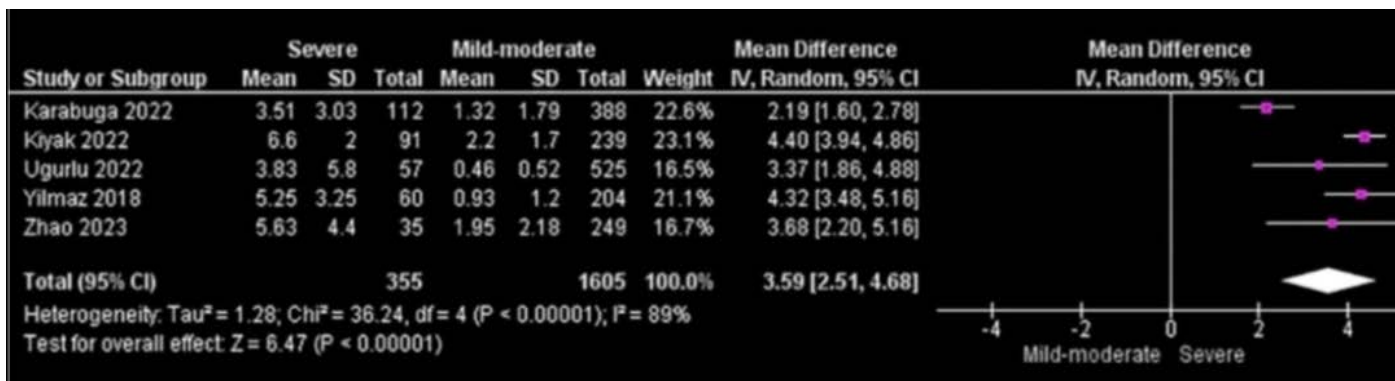 Severe Mild-moderate Mean Difference Mean Difference
Study or Subgroup Mean SD Total Mean SD Total Weight IV, Random, 95% CI IV, Random, 95% CI
Karabuga 2022 3.51 3.03 112 1.32 1.79 388 22.6% 2.19 [1.60, 2.78]
Kiyak 2022 6.6 2 91 2.2 1.7 239 23.1% 4.40 [3.94, 4.86]
Ugurlu 2022 3.83 5.8 57 0.46 0.52 525 16.5% 3.37 [1.86, 4.88]
Yilmaz 2018 5.25 3.25 60 0.93 1.2 204 21.1% 4.32 [3.48, 5.16]
Zhao 2023 5.63 4.4 35 1.95 2.18 249 16.7% 3.68 [2.20, 5.16]
Total (95% CI) 355 1605 100.0% 3.59 [2.51, 4.68]
Heterogeneity: Tau² = 1.28; Chi² = 36.24, df = 4 (P < 0.00001); I² = 89%
Test for overall effect: Z = 6.47 (P < 0.00001)
-4 -2 0 2 4
Mild-moderate Severe